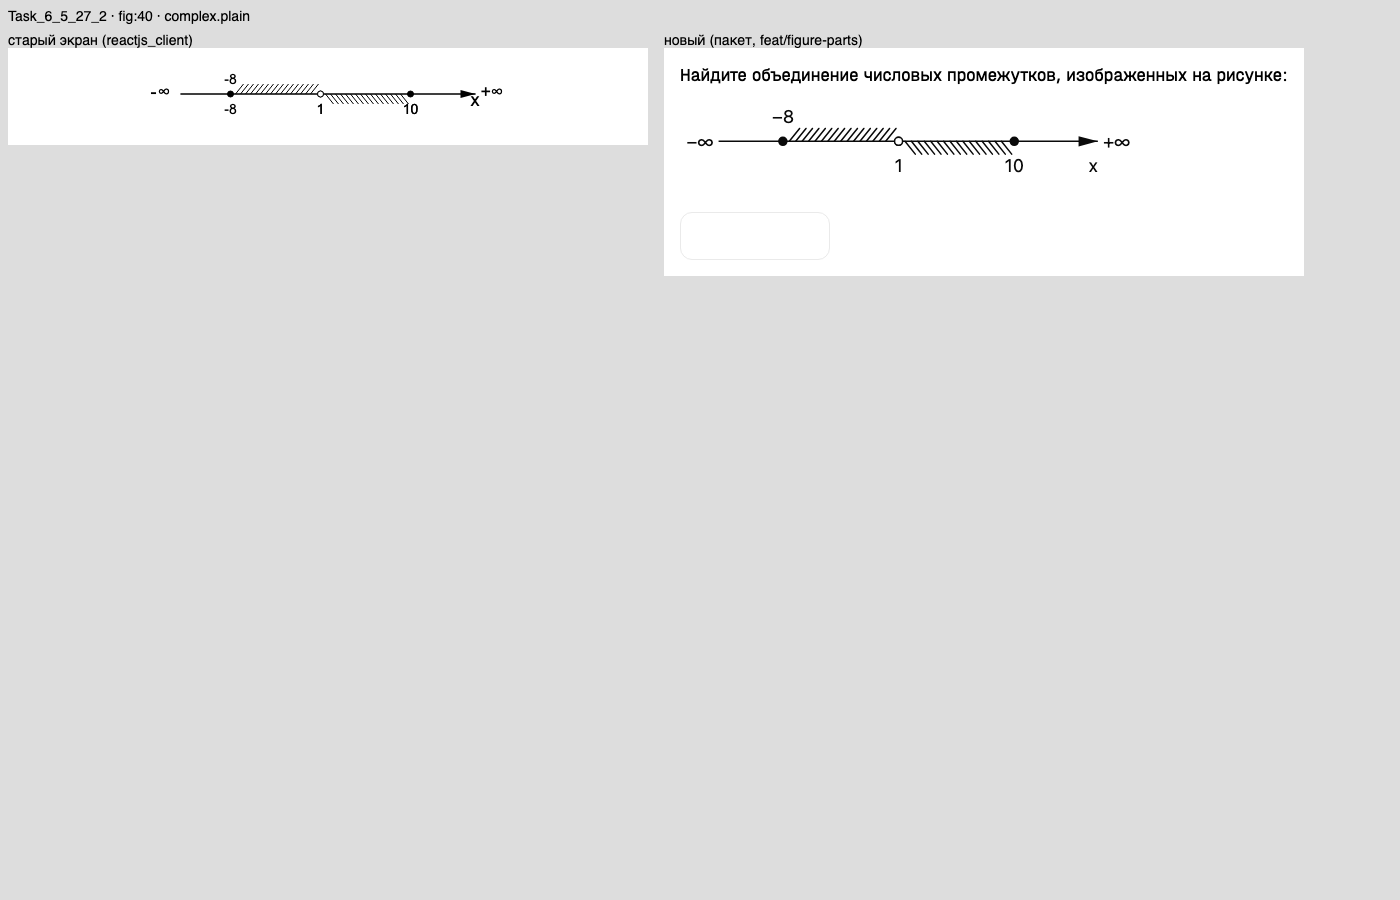 Task_6_5_27_2 · fig:40 · complex.plain
старый экран (reactjs_client)
-8
-∞ +∞
x
-8 1 10
новый (пакет, feat/figure-parts)
Найдите объединение числовых промежутков, изображенных на рисунке:
−8
−∞ +∞
1 10 x